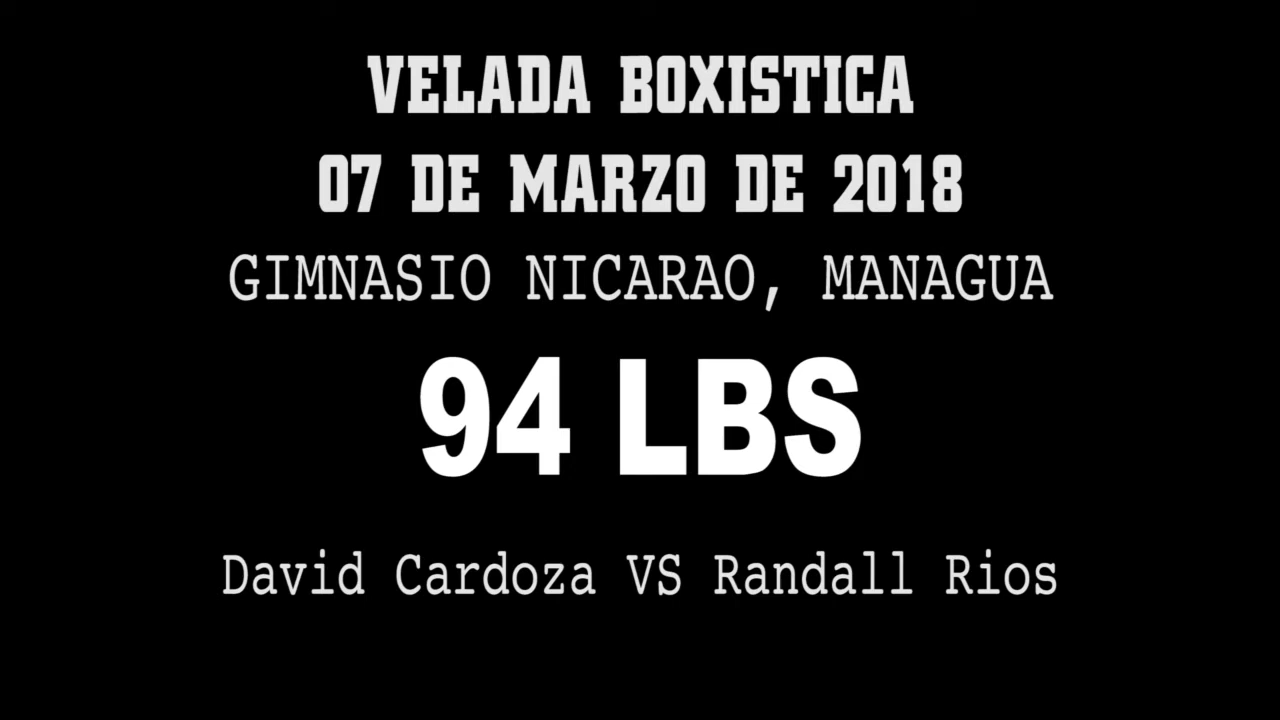 VELADA BOXISTICA
07 DE MARZO DE 2018
GIMNASIO NICARAO, MANAGUA
94 LBS
David Cardoza VS Randall Rios